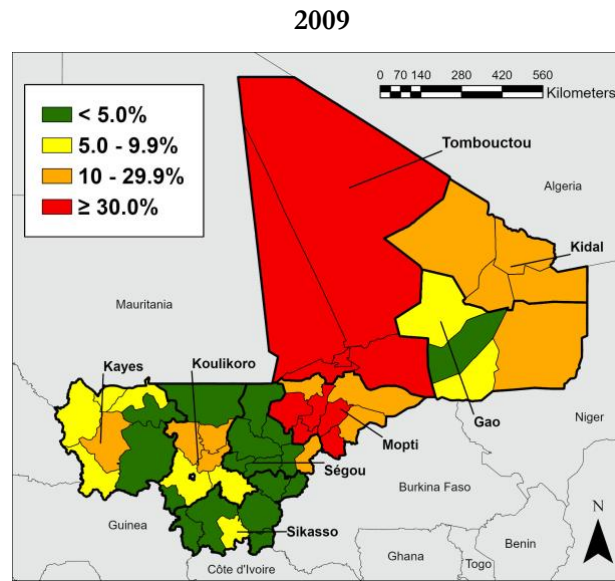 2009
< 5.0%
5.0 - 9.9%
10 - 29.9%
≥ 30.0%
0 70 140 280 420 560
Kilometers
Tombouctou
Algeria
Kidal
Mauritania
Kayes
Koulikoro
Gao
Niger
Mopti
Ségou
Burkina Faso
Guinea
Sikasso
N
Benin
Ghana
Togo
Côte d'Ivoire